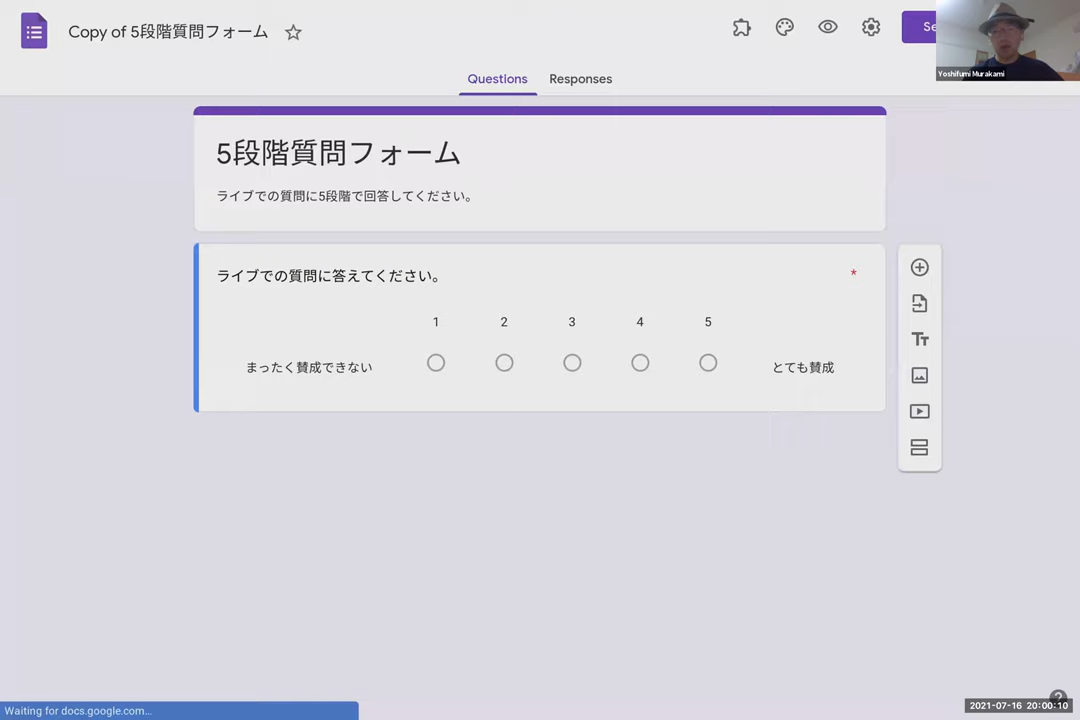 Copy of 5段階質問フォーム
Se
Yoshifumi Murakami
Questions
Responses
5段階質問フォーム
ライブでの質問に5段階で回答してください。
ライブでの質問に答えてください。
*
1 2 3 4 5
まったく賛成できない
とても賛成
Waiting for docs.google.com…
2021-07-16 20:00:10